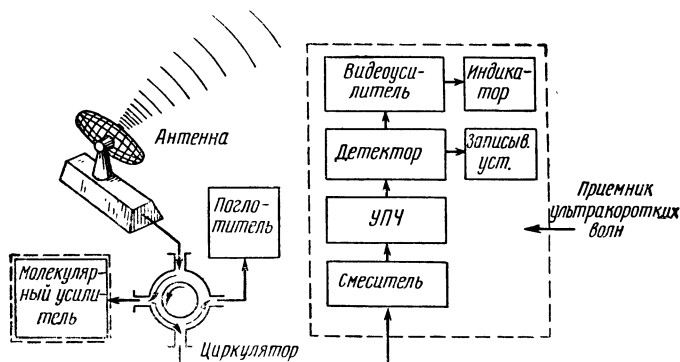 Антенна
Погло-
титель
Молекуляр-
ный усили-
тель
Циркулятор
Видеоуси-
литель
Индика-
тор
Детектор
Записыв.
уст.
УПЧ
Смеситель
Приемник
ультракоротких
волн